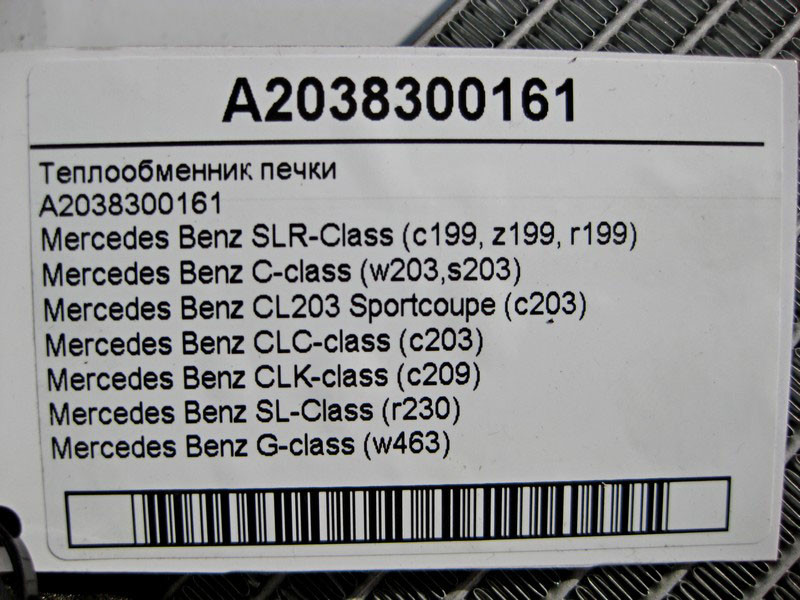 A2038300161
Теплообменник печки
A2038300161
Mercedes Benz SLR-Class (c199, z199, r199)
Mercedes Benz C-class (w203,s203)
Mercedes Benz CL203 Sportcoupe (c203)
Mercedes Benz CLC-class (c203)
Mercedes Benz CLK-class (c209)
Mercedes Benz SL-Class (r230)
Mercedes Benz G-class (w463)